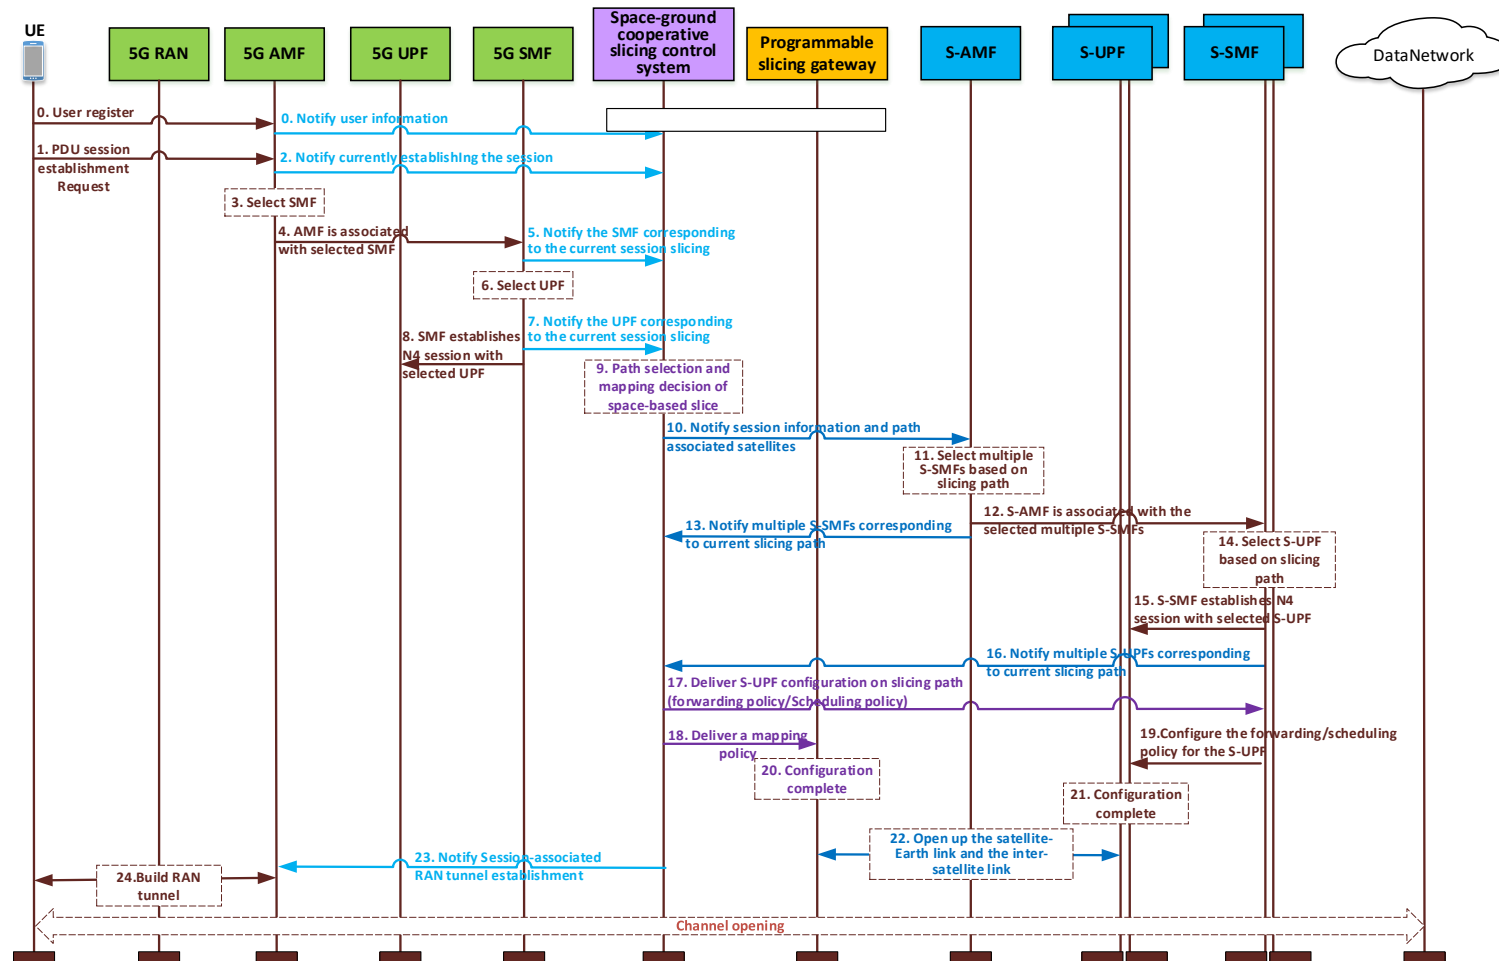 UE
5G RAN
5G AMF
5G UPF
5G SMF
Space-ground
cooperative
slicing control
system
Programmable
slicing gateway
S-AMF
S-UPF
S-SMF
DataNetwork
0. User register
0. Notify user information
1. PDU session
establishment
Request
2. Notify currently establishIng the session
3. Select SMF
4. AMF is associated
with selected SMF
5. Notify the SMF corresponding
to the current session slicing
6. Select UPF
7. Notify the UPF corresponding
to the current session slicing
8. SMF establishes
N4 session with
selected UPF
9. Path selection and
mapping decision of
space-based slice
10. Notify session information and path
associated satellites
11. Select multiple
S-SMFs based on
slicing path
12. S-AMF is associated with the
selected multiple S-SMFs
13. Notify multiple S-SMFs corresponding
to current slicing path
14. Select S-UPF
based on slicing
path
15. S-SMF establishes N4
session with selected S-UPF
16. Notify multiple S-UPFs corresponding
to current slicing path
17. Deliver S-UPF configuration on slicing path
(forwarding policy/Scheduling policy)
18. Deliver a mapping
policy
19.Configure the forwarding/scheduling
policy for the S-UPF
20. Configuration
complete
21. Configuration
complete
22. Open up the satellite-
Earth link and the inter-
satellite link
23. Notify Session-associated
RAN tunnel establishment
24.Build RAN
tunnel
Channel opening